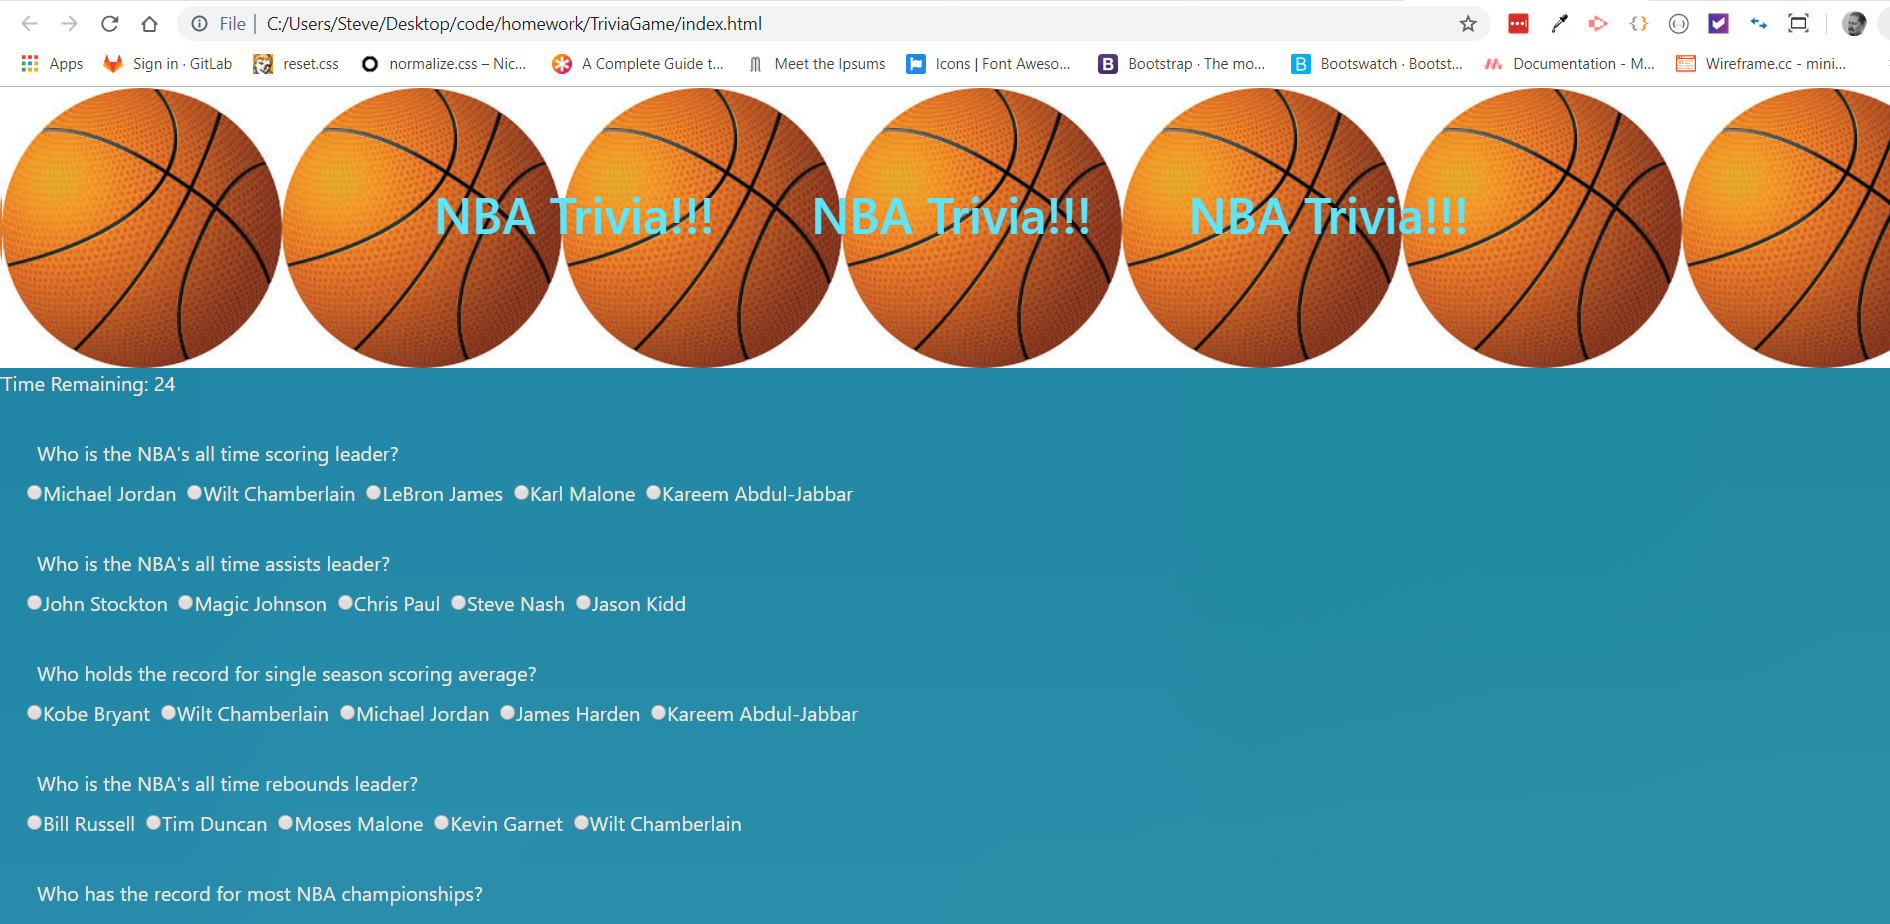 File | C:/Users/Steve/Desktop/code/homework/TriviaGame/index.html
Apps Sign in · GitLab reset.css normalize.css – Nic... A Complete Guide t... Meet the Ipsums Icons | Font Aweso... Bootstrap · The mo... Bootswatch · Bootst... Documentation - M... Wireframe.cc - mini...
NBA Trivia!!! NBA Trivia!!! NBA Trivia!!!
Time Remaining: 24
Who is the NBA's all time scoring leader?
Michael Jordan Wilt Chamberlain LeBron James Karl Malone Kareem Abdul-Jabbar
Who is the NBA's all time assists leader?
John Stockton Magic Johnson Chris Paul Steve Nash Jason Kidd
Who holds the record for single season scoring average?
Kobe Bryant Wilt Chamberlain Michael Jordan James Harden Kareem Abdul-Jabbar
Who is the NBA's all time rebounds leader?
Bill Russell Tim Duncan Moses Malone Kevin Garnet Wilt Chamberlain
Who has the record for most NBA championships?